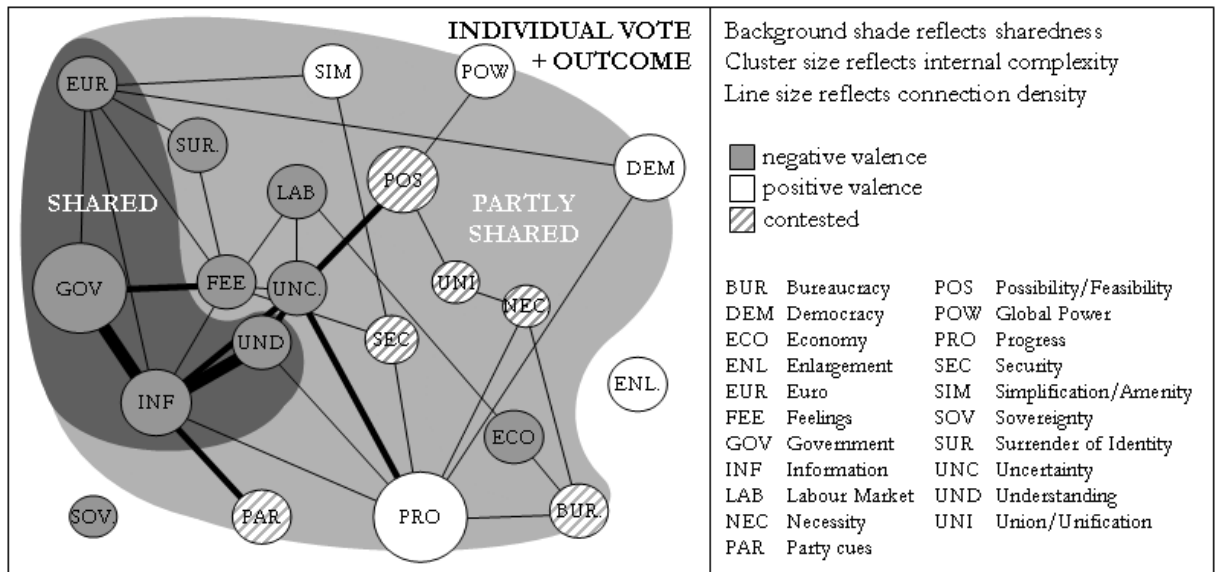 INDIVIDUAL VOTE
+ OUTCOME
EUR
SIM
POW
SUR.
LAB
POS
DEM
SHARED
PARTLY
SHARED
GOV
FEE
UNC.
UNI
NEC
UND
SEC
INF
ENL.
ECO
SOV.
PAR
PRO
BUR.
Background shade reflects sharedness
Cluster size reflects internal complexity
Line size reflects connection density
negative valence
positive valence
contested
BUR Bureaucracy POS Possibility/Feasibility
DEM Democracy POW Global Power
ECO Economy PRO Progress
ENL Enlargement SEC Security
EUR Euro SIM Simplification/Amenity
FEE Feelings SOV Sovereignty
GOV Government SUR Surrender of Identity
INF Information UNC Uncertainty
LAB Labour Market UND Understanding
NEC Necessity UNI Union/Unification
PAR Party cues